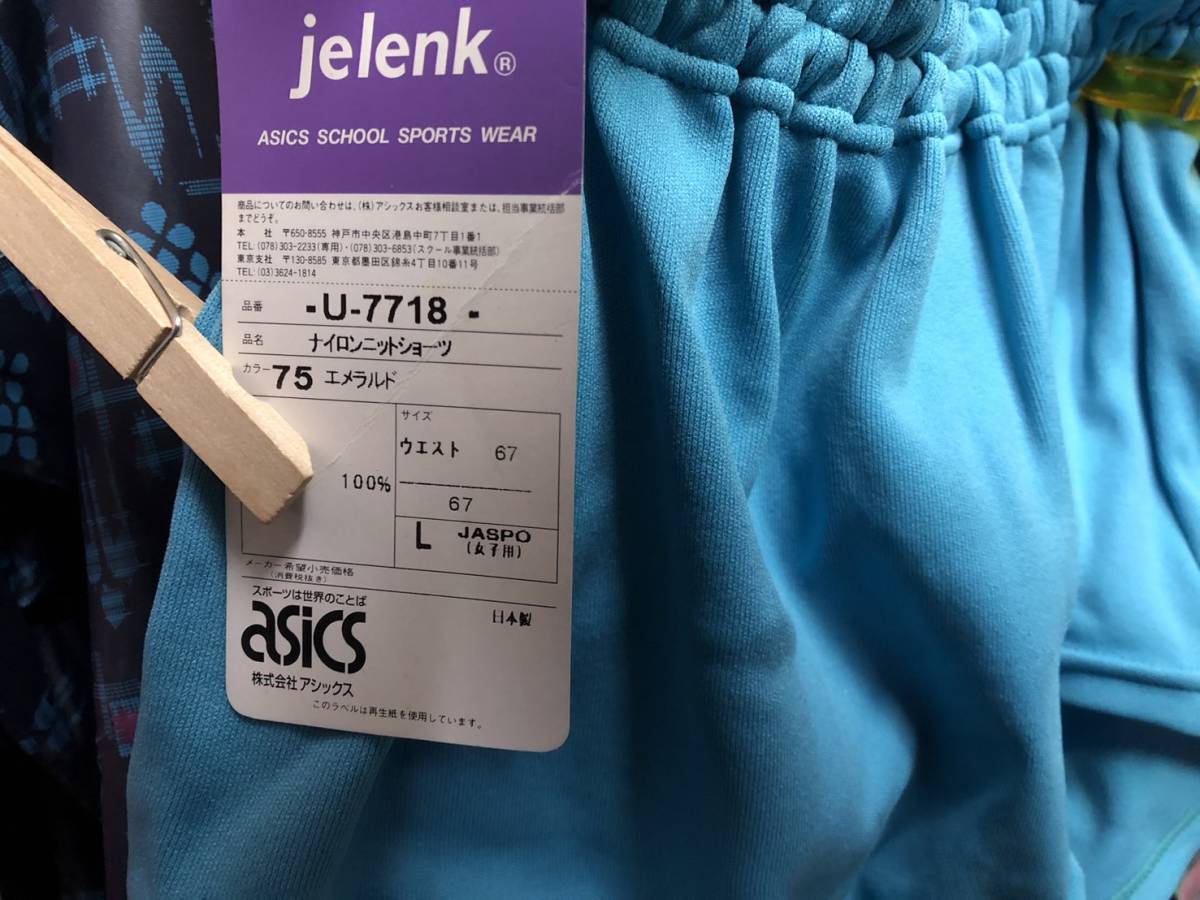 jelenk®
ASICS SCHOOL SPORTS WEAR
商品についてのお問い合わせは、(株)アシックスお客様相談室または、担当事業統括部
までどうぞ。
本 社 〒650-8555 神戸市中央区港島中町7丁目1番1
TEL:(078)303-2233(専用)・(078)303-6853(スクール事業統括部)
東京支社 〒130-8585 東京都墨田区錦糸4丁目10番11号
TEL:(03)3624-1814
品番 -U-7718-
品名 ナイロンニットショーツ
カラー 75 エメラルド
サイズ
ウエスト 67
100%
67
L JASPO
(女子用)
メーカー希望小売価格
(消費税抜き)
スポーツは世界のことば
日本製
asics
株式会社アシックス
このラベルは再生紙を使用しています。